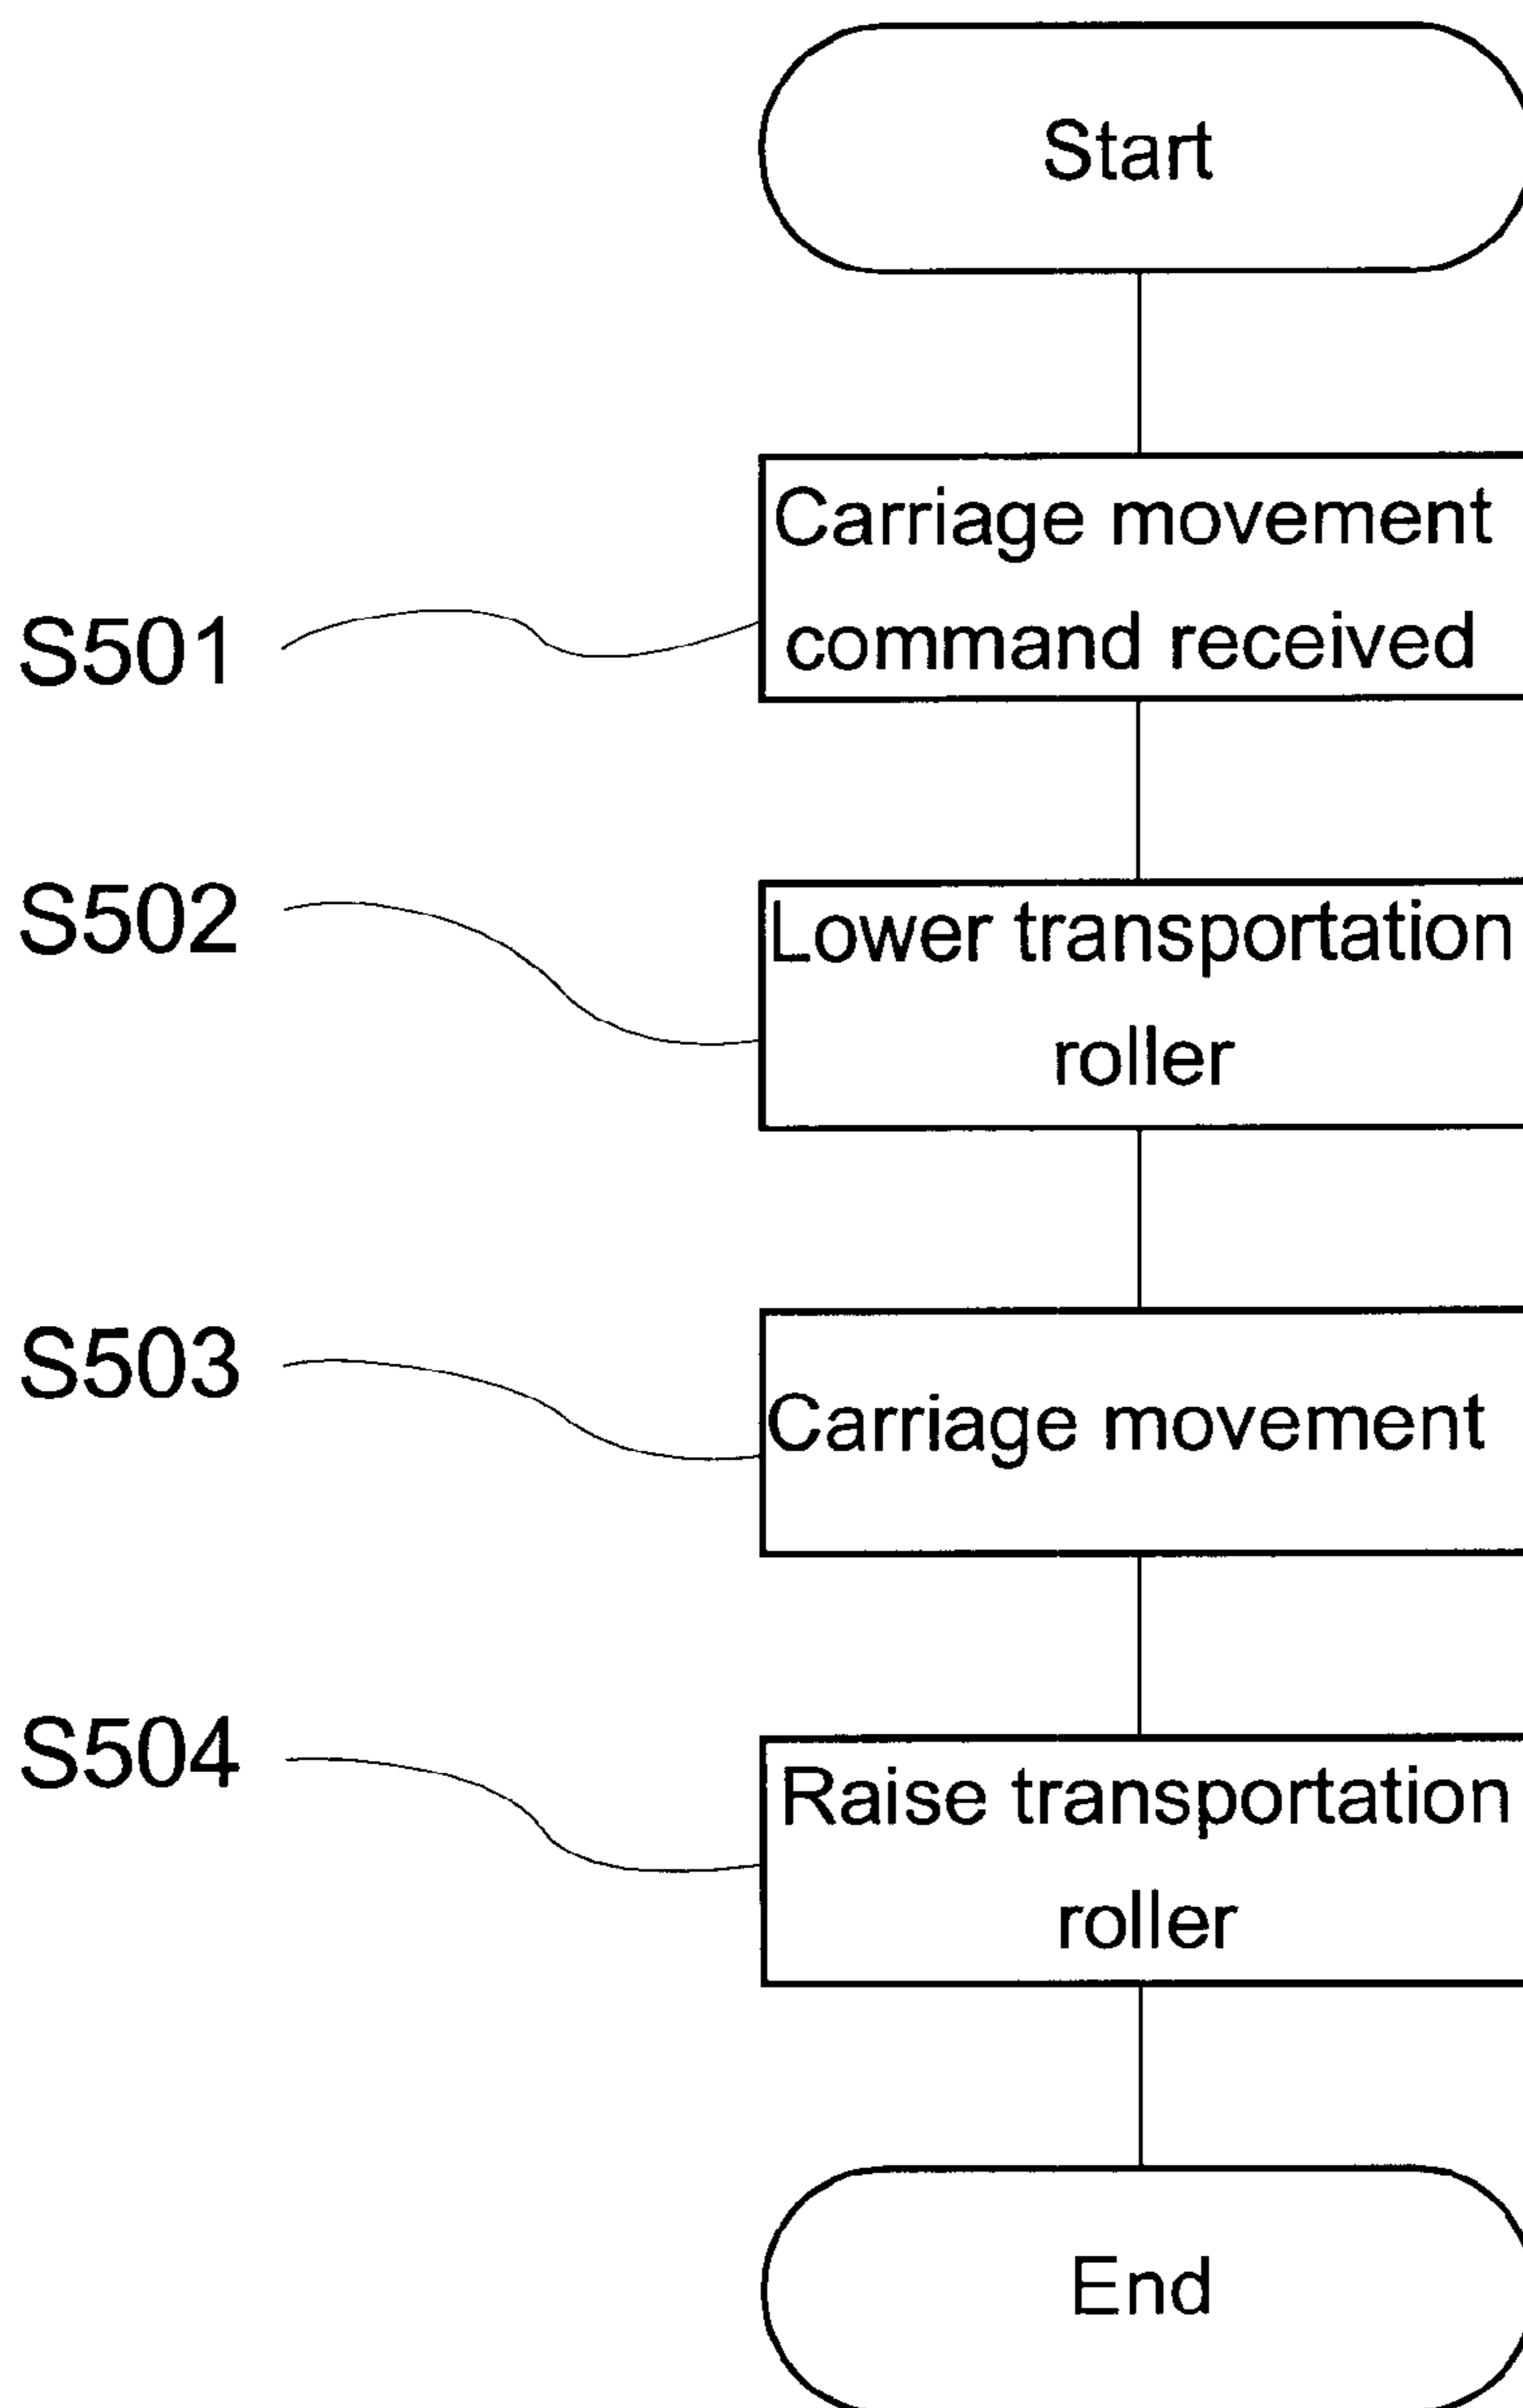 Start
Carriage movement
command received
S501
S502
Lower transportation
roller
S503
Carriage movement
S504
Raise transportation
roller
End